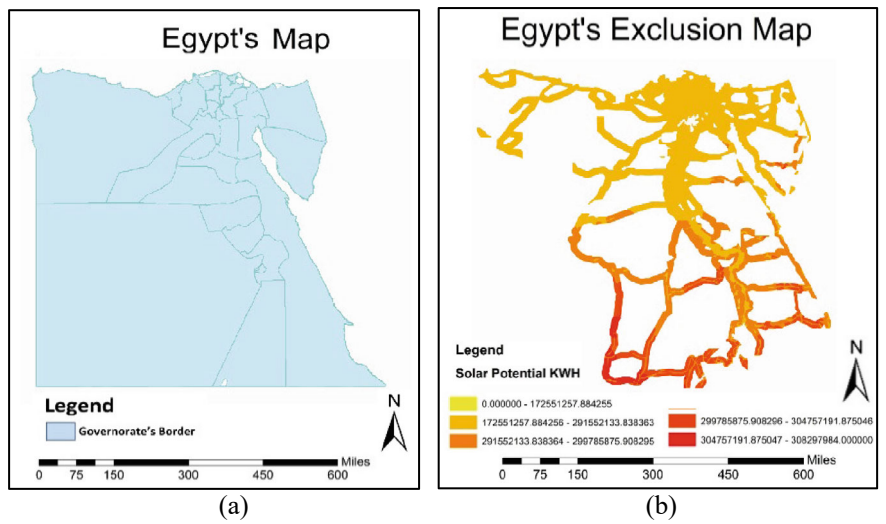 Egypt's Map
N
Legend
Governorate's Border
Miles
0 75 150 300 450 600
(a)
Egypt's Exclusion Map
N
Legend
Solar Potential KWH
0.000000 - 172551257.884255
172551257.884256 - 291552133.838363
291552133.838364 - 299785875.908295
299785875.908296 - 304757191.875046
304757191.875047 - 308297984.000000
Miles
0 75 150 300 450 600
(b)